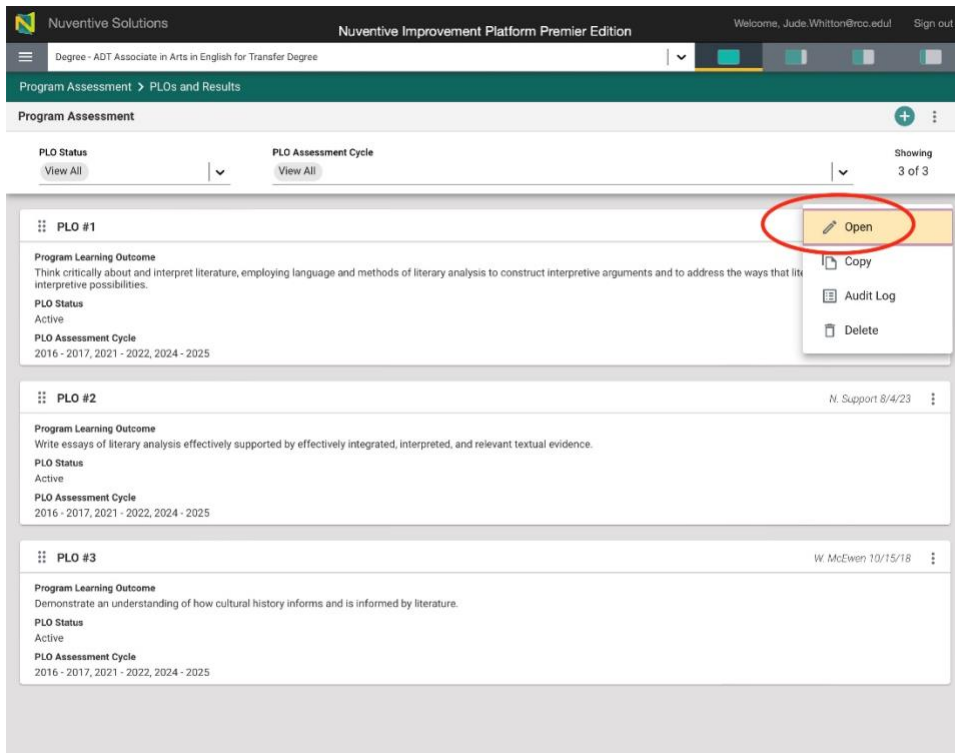 Nuventive Solutions
Nuventive Improvement Platform Premier Edition
Welcome, Jude.Whitton@rcc.edu!
Sign out
Degree - ADT Associate in Arts in English for Transfer Degree
Program Assessment > PLOs and Results
Program Assessment
PLO Status
View All
PLO Assessment Cycle
View All
Showing
3 of 3
PLO #1
Open
Copy
Audit Log
Delete
Program Learning Outcome
Think critically about and interpret literature, employing language and methods of literary analysis to construct interpretive arguments and to address the ways that
interpretive possibilities.
PLO Status
Active
PLO Assessment Cycle
2016 - 2017, 2021 - 2022, 2024 - 2025
PLO #2
N. Support 8/4/23
Program Learning Outcome
Write essays of literary analysis effectively supported by effectively integrated, interpreted, and relevant textual evidence.
PLO Status
Active
PLO Assessment Cycle
2016 - 2017, 2021 - 2022, 2024 - 2025
PLO #3
W. McEwen 10/15/18
Program Learning Outcome
Demonstrate an understanding of how cultural history informs and is informed by literature.
PLO Status
Active
PLO Assessment Cycle
2016 - 2017, 2021 - 2022, 2024 - 2025